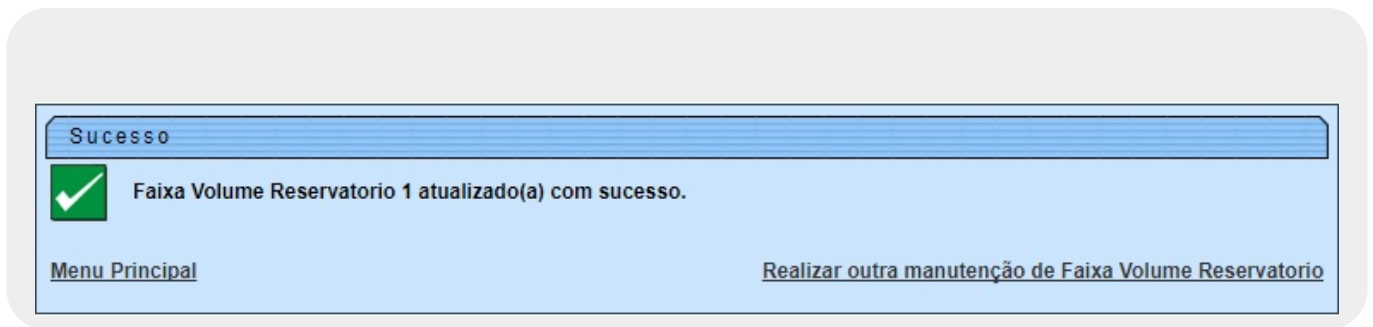 Sucesso
Faixa Volume Reservatorio 1 atualizado(a) com sucesso.
Menu Principal
Realizar outra manutenção de Faixa Volume Reservatorio